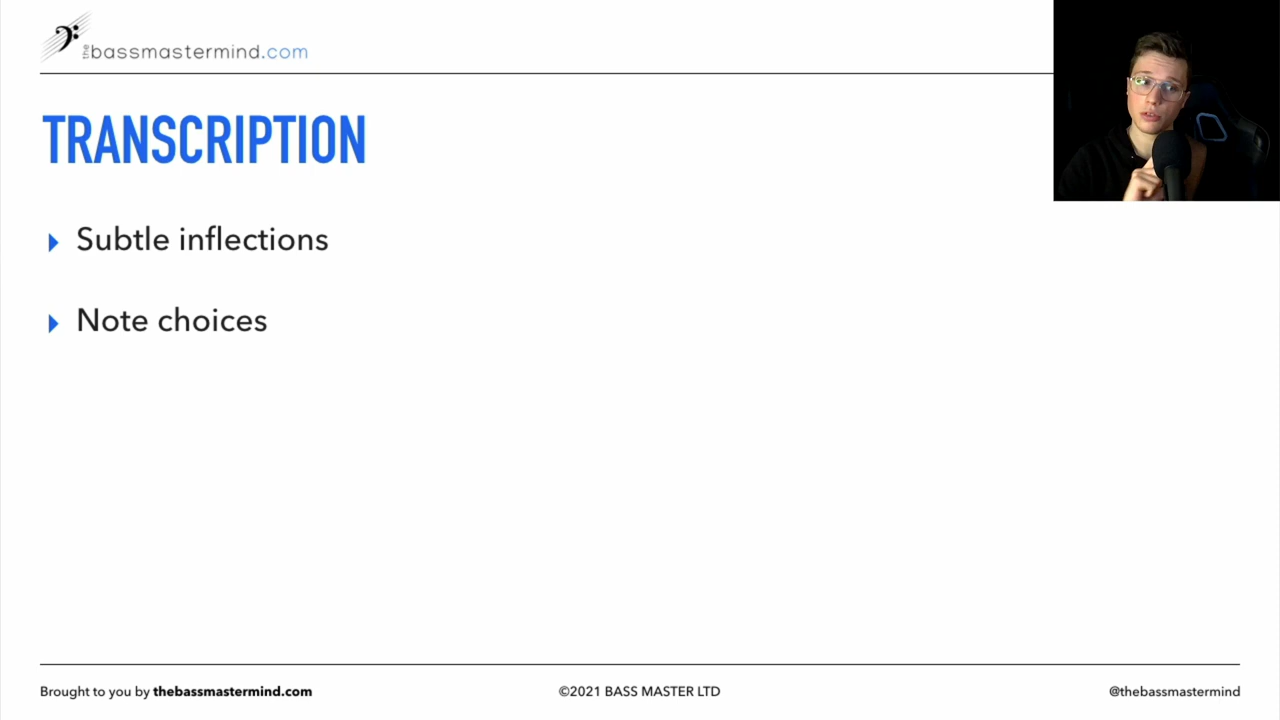 thebassmastermind.com
TRANSCRIPTION
Subtle inflections
Note choices
Brought to you by thebassmastermind.com
©2021 BASS MASTER LTD
@thebassmastermind